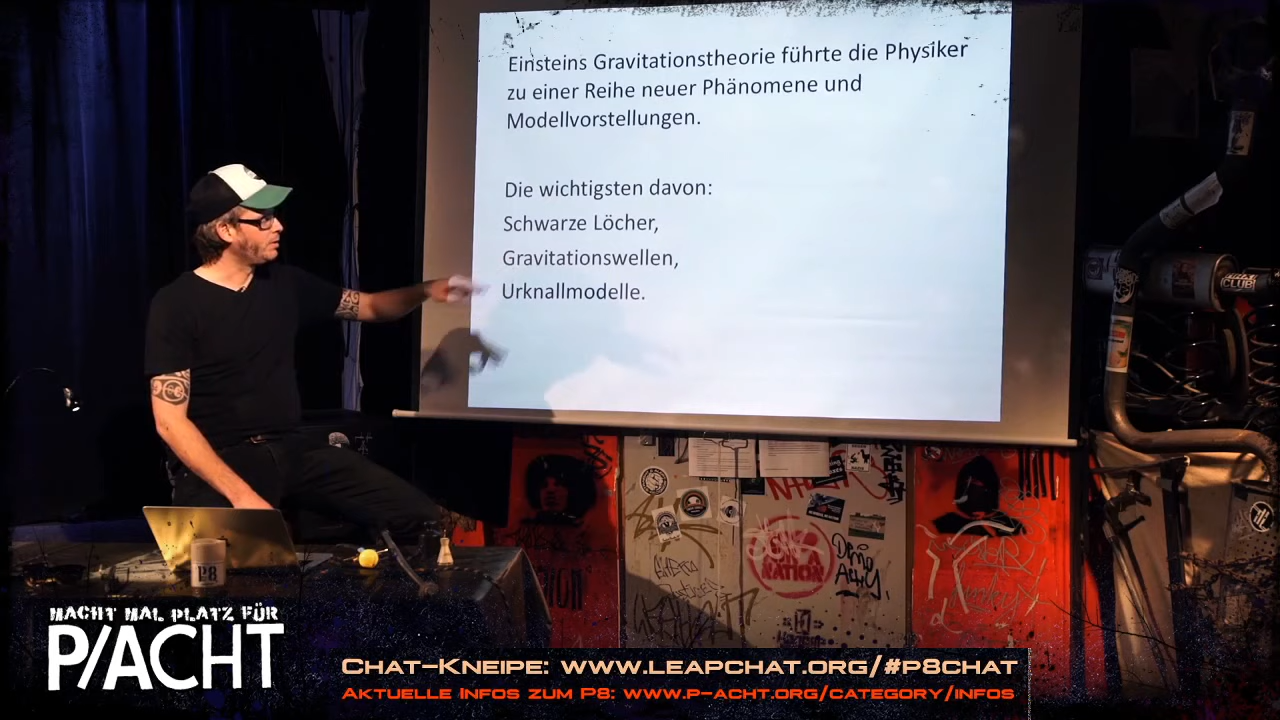 Einsteins Gravitationstheorie führte die Physiker
zu einer Reihe neuer Phänomene und
Modellvorstellungen.
Die wichtigsten davon:
Schwarze Löcher,
Gravitationswellen,
Urknallmodelle.
CLUB
P8
MACHT MAL PLATZ FÜR
P/ACHT
Chat-Kneipe: www.leapchat.org/#p8chat
Aktuelle Infos zum P8: www.p-acht.org/category/infos